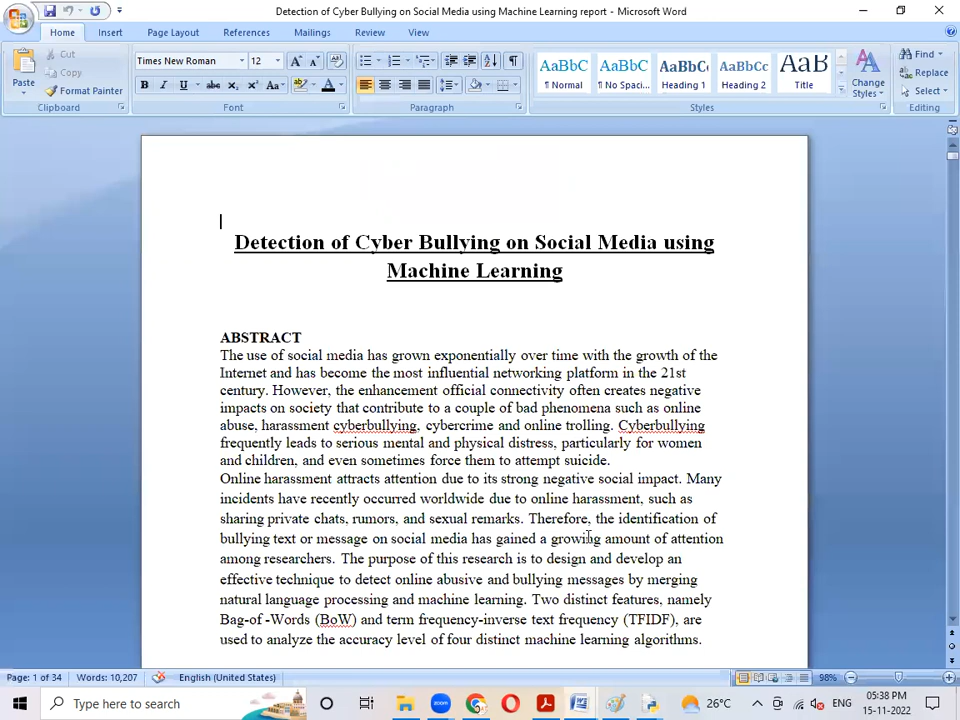 Detection of Cyber Bullying on Social Media using Machine Learning report - Microsoft Word
Home Insert Page Layout References Mailings Review View
Cut
Copy
Format Painter
Paste
Clipboard
Times New Roman 12
Font
Paragraph
AaBbC AaBbC AaBbC AaBbCc AaB
¶ Normal ¶ No Spaci... Heading 1 Heading 2 Title
Change Styles
Styles
Find
Replace
Select
Editing
Detection of Cyber Bullying on Social Media using
Machine Learning
ABSTRACT
The use of social media has grown exponentially over time with the growth of the
Internet and has become the most influential networking platform in the 21st
century. However, the enhancement official connectivity often creates negative
impacts on society that contribute to a couple of bad phenomena such as online
abuse, harassment cyberbullying, cybercrime and online trolling. Cyberbullying
frequently leads to serious mental and physical distress, particularly for women
and children, and even sometimes force them to attempt suicide.
Online harassment attracts attention due to its strong negative social impact. Many
incidents have recently occurred worldwide due to online harassment, such as
sharing private chats, rumors, and sexual remarks. Therefore, the identification of
bullying text or message on social media has gained a growing amount of attention
among researchers. The purpose of this research is to design and develop an
effective technique to detect online abusive and bullying messages by merging
natural language processing and machine learning. Two distinct features, namely
Bag-of -Words (BoW) and term frequency-inverse text frequency (TFIDF), are
used to analyze the accuracy level of four distinct machine learning algorithms.
Page: 1 of 34 Words: 10,207 English (United States) 98%
Type here to search
zoom
26°C
ENG
05:38 PM
15-11-2022